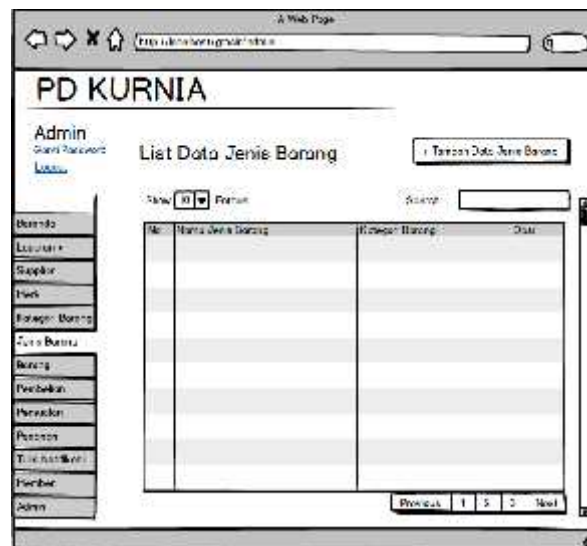 A Web Page
PD KURNIA
Admin
Ganti Password
Logout
List Data Jenis Barang
+ Tambah Data Jenis Barang
Show 10 Entries
Search
No Nama Jenis Barang Kategori Barang Opsi
Beranda
Laporan
Supplier
Merk
Kategori Barang
Jenis Barang
Barang
Pembelian
Penjualan
Pesanan
Member
Admin
Previous 1 2 3 Next